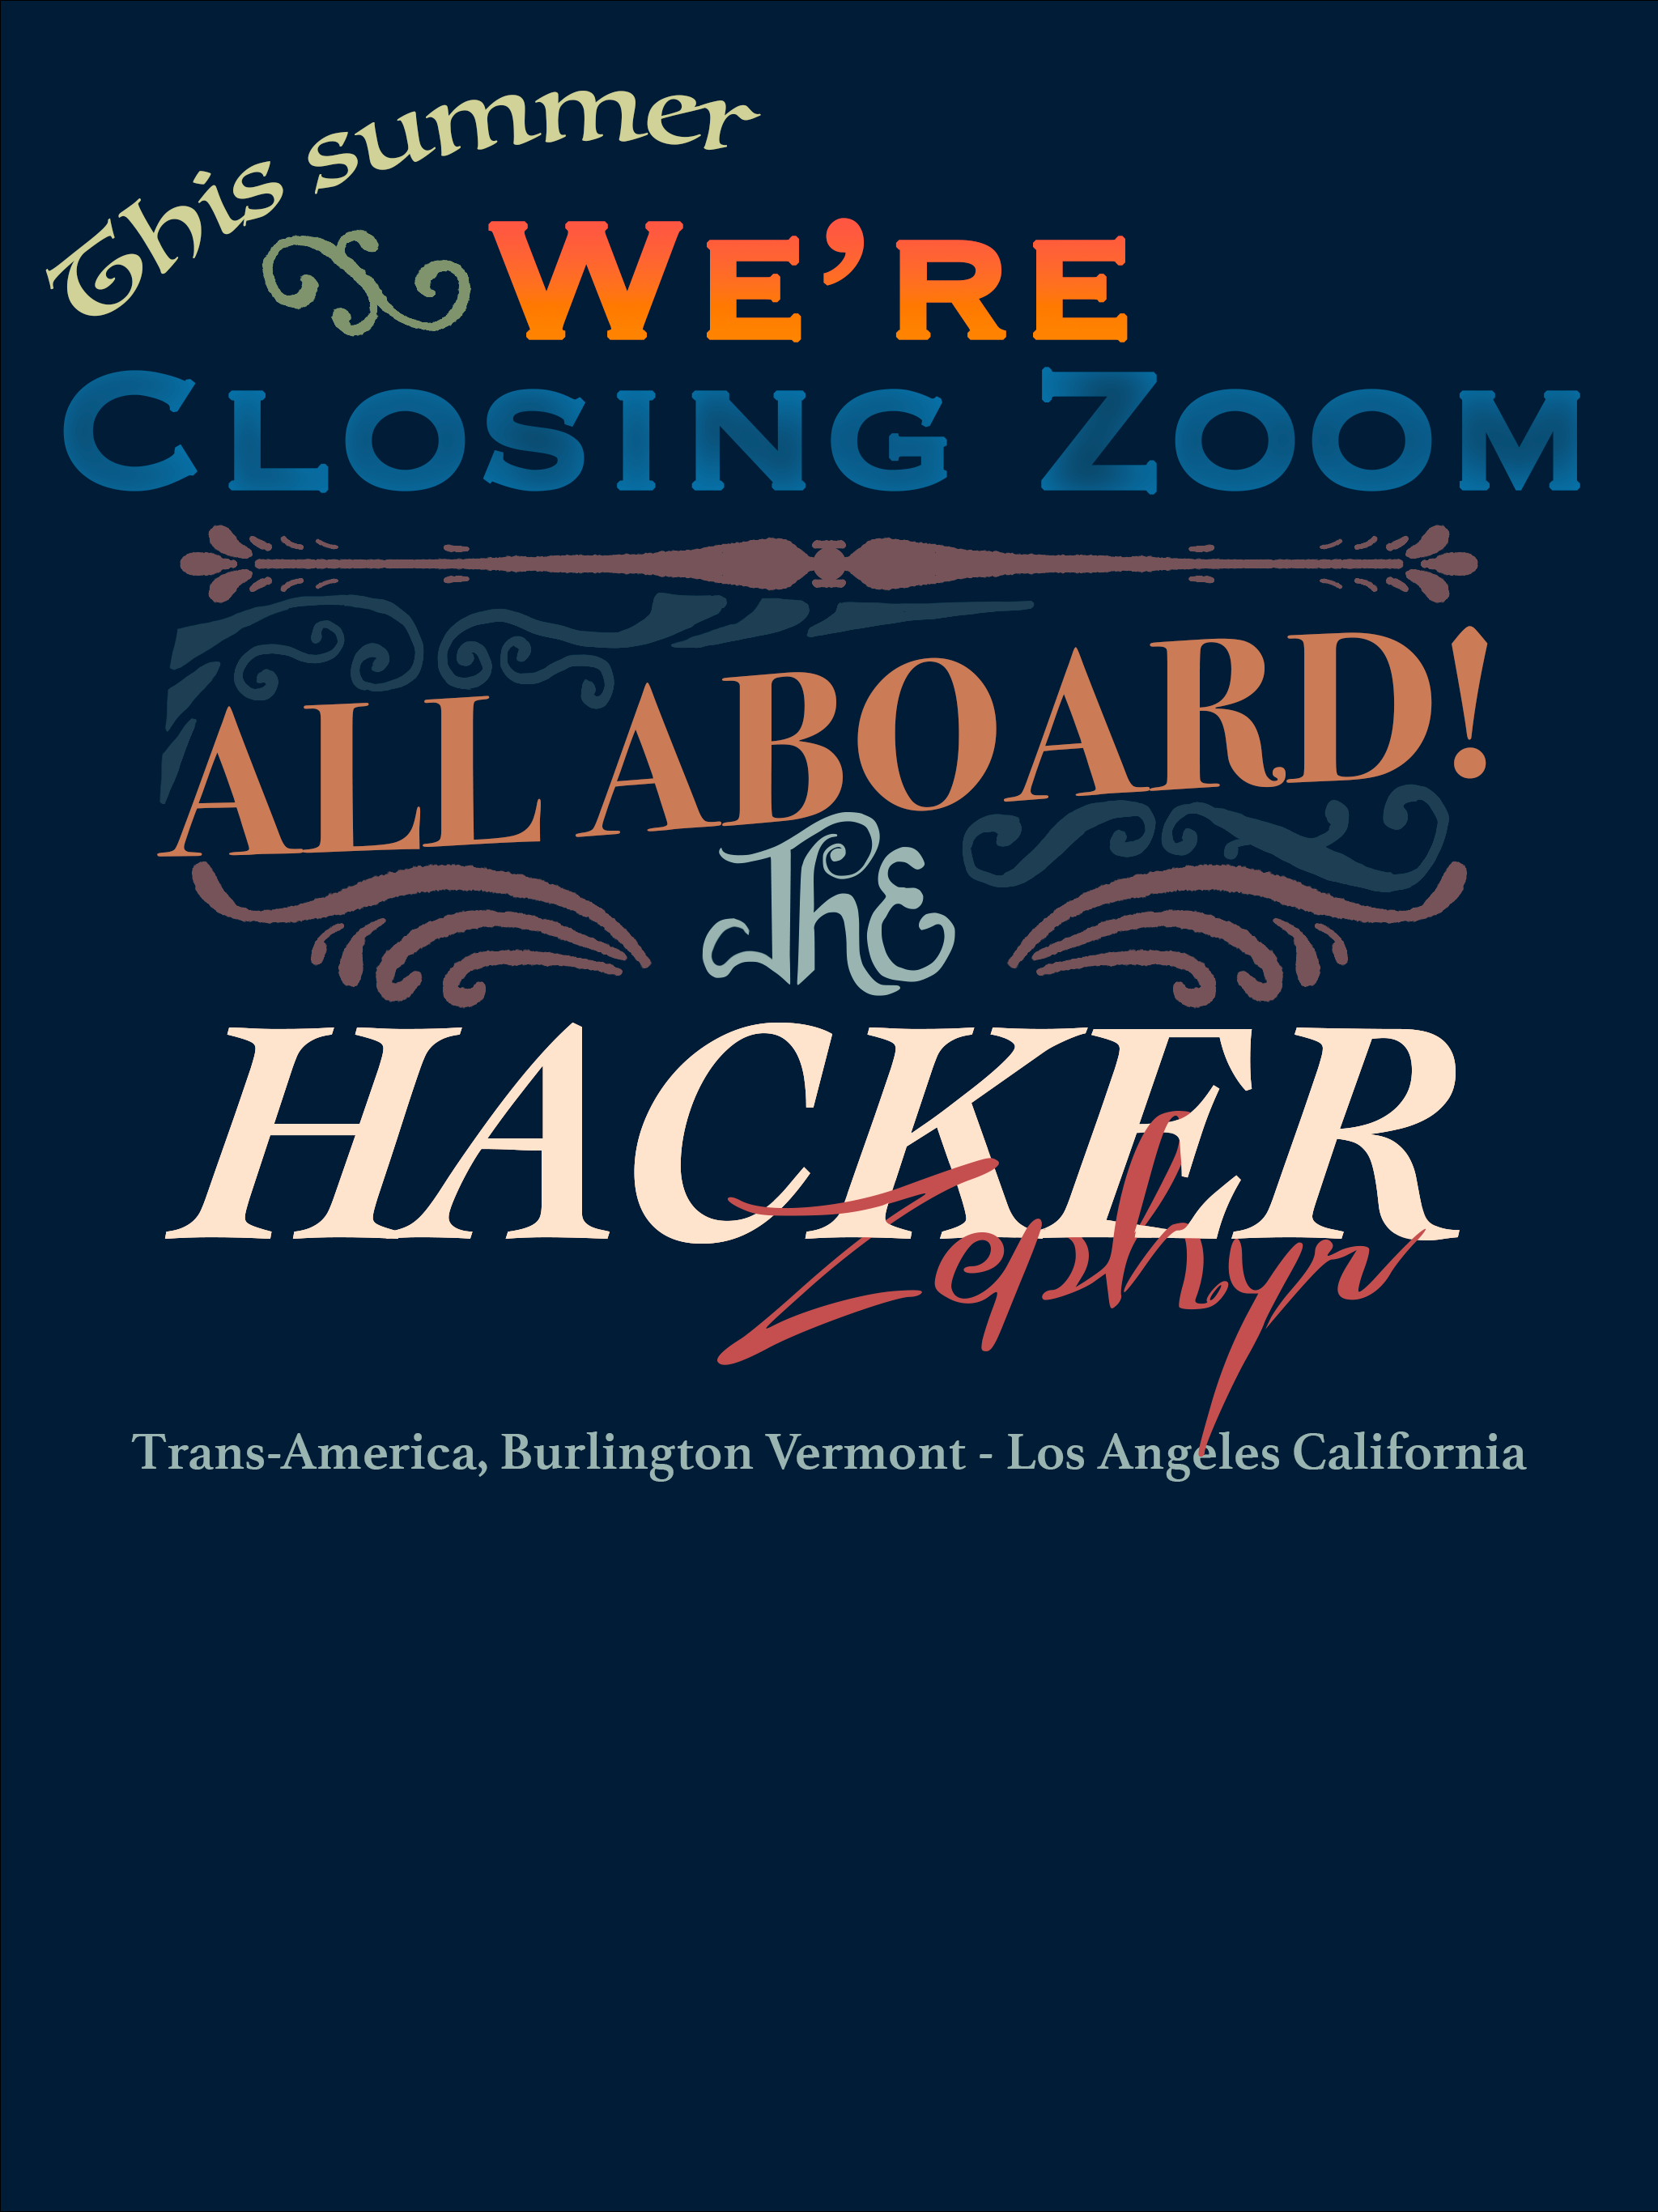 This summer
We’re
Closing Zoom
ALL ABOARD!
The
HACKER
Zephyr
Trans-America, Burlington Vermont - Los Angeles California